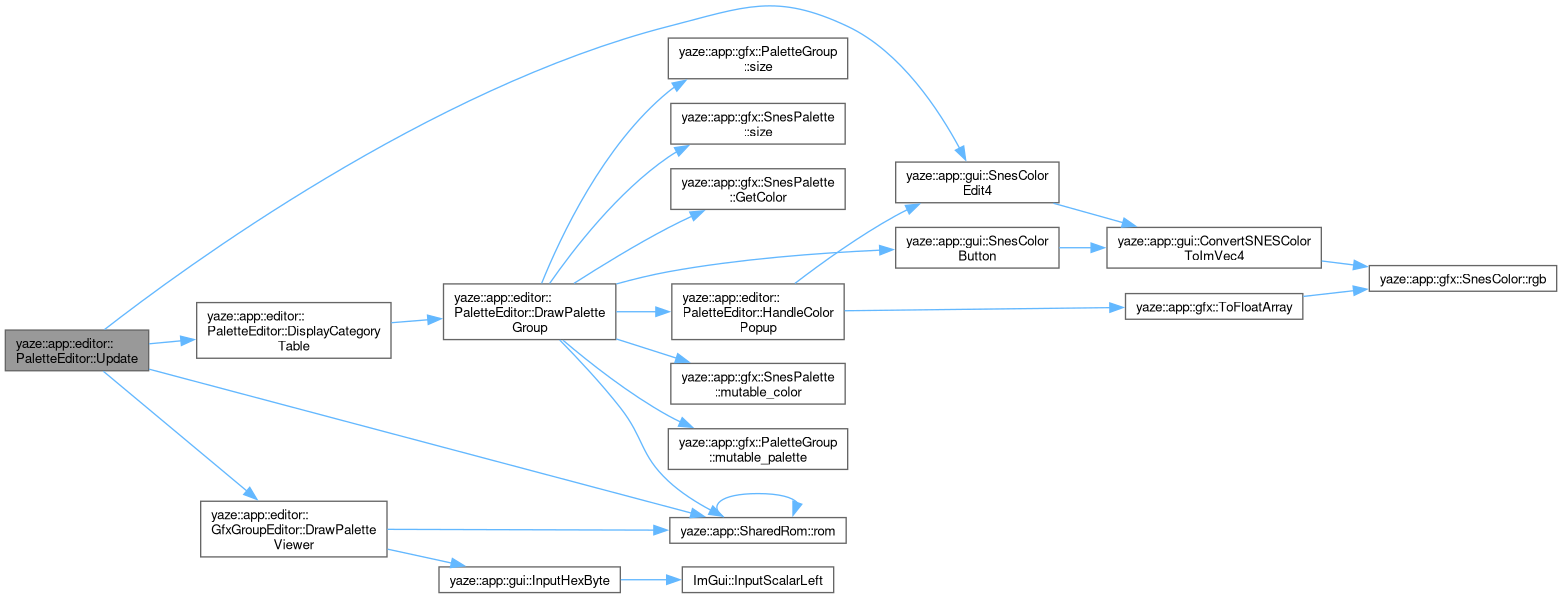 yaze::app::editor::
PaletteEditor::Update
yaze::app::editor::
PaletteEditor::DisplayCategory
Table
yaze::app::editor::
GfxGroupEditor::DrawPalette
Viewer
yaze::app::editor::
PaletteEditor::DrawPalette
Group
yaze::app::gui::InputHexByte
yaze::app::gfx::PaletteGroup
::size
yaze::app::gfx::SnesPalette
::size
yaze::app::gfx::SnesPalette
::GetColor
yaze::app::editor::
PaletteEditor::HandleColor
Popup
yaze::app::gfx::SnesPalette
::mutable_color
yaze::app::gfx::PaletteGroup
::mutable_palette
yaze::app::SharedRom::rom
ImGui::InputScalarLeft
yaze::app::gui::SnesColor
Edit4
yaze::app::gui::SnesColor
Button
yaze::app::gui::ConvertSNESColor
ToImVec4
yaze::app::gfx::ToFloatArray
yaze::app::gfx::SnesColor::rgb